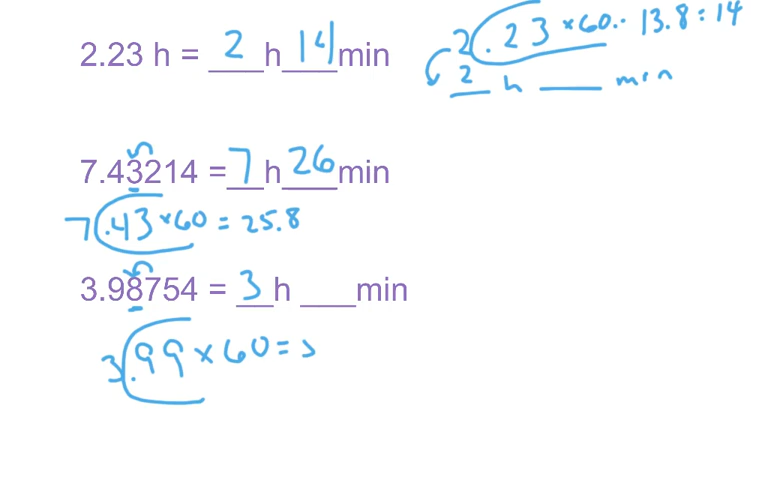 2.23 h = 2 h 14 min
2.23 × 60 . . 13.8 : 14
2 h ___ min
7.43214 = 7 h 26 min
7.43 × 60 = 25.8
3.98754 = 3 h ___ min
3.99 × 60 =